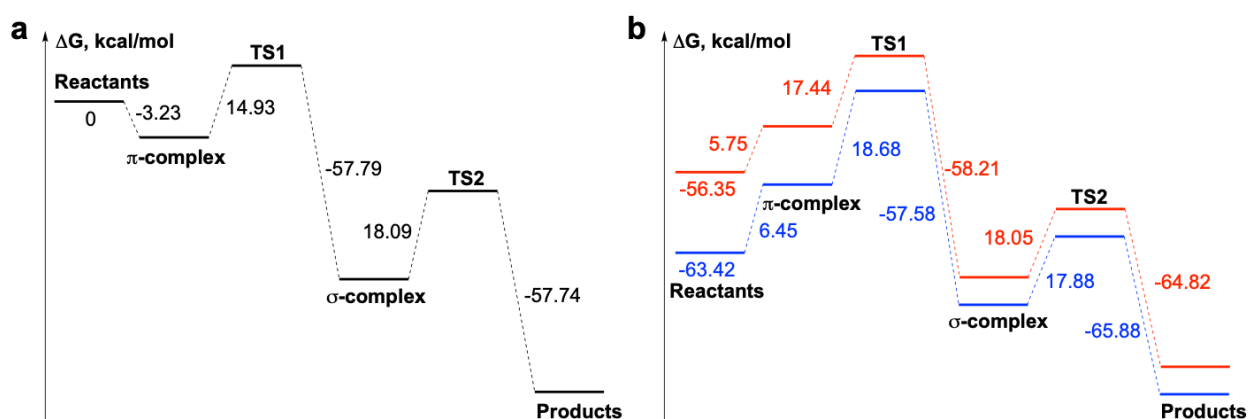 a
ΔG, kcal/mol
TS1
Reactants
0
-3.23
14.93
π-complex
-57.79
TS2
18.09
σ-complex
-57.74
Products
b
ΔG, kcal/mol
TS1
17.44
5.75
18.68
-56.35
π-complex
-58.21
TS2
-57.58
6.45
18.05
-63.42
Reactants
17.88
-64.82
σ-complex
-65.88
Products